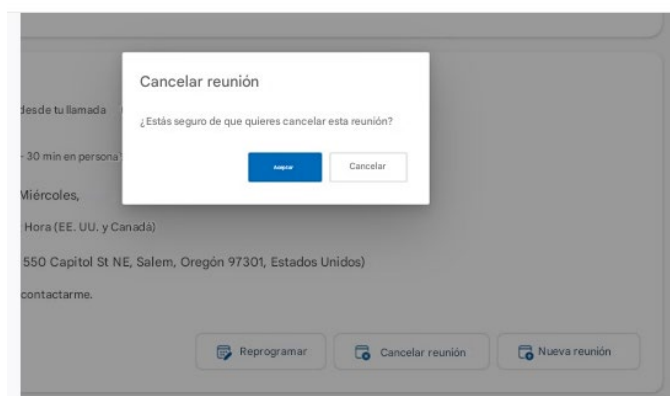 Cancelar reunión
¿Estás seguro de que quieres cancelar esta reunión?
Aceptar
Cancelar
desde tu llamada
- 30 min en persona
Miércoles,
Hora (EE. UU. y Canadá)
550 Capitol St NE, Salem, Oregón 97301, Estados Unidos)
contactarme.
Reprogramar
Cancelar reunión
Nueva reunión